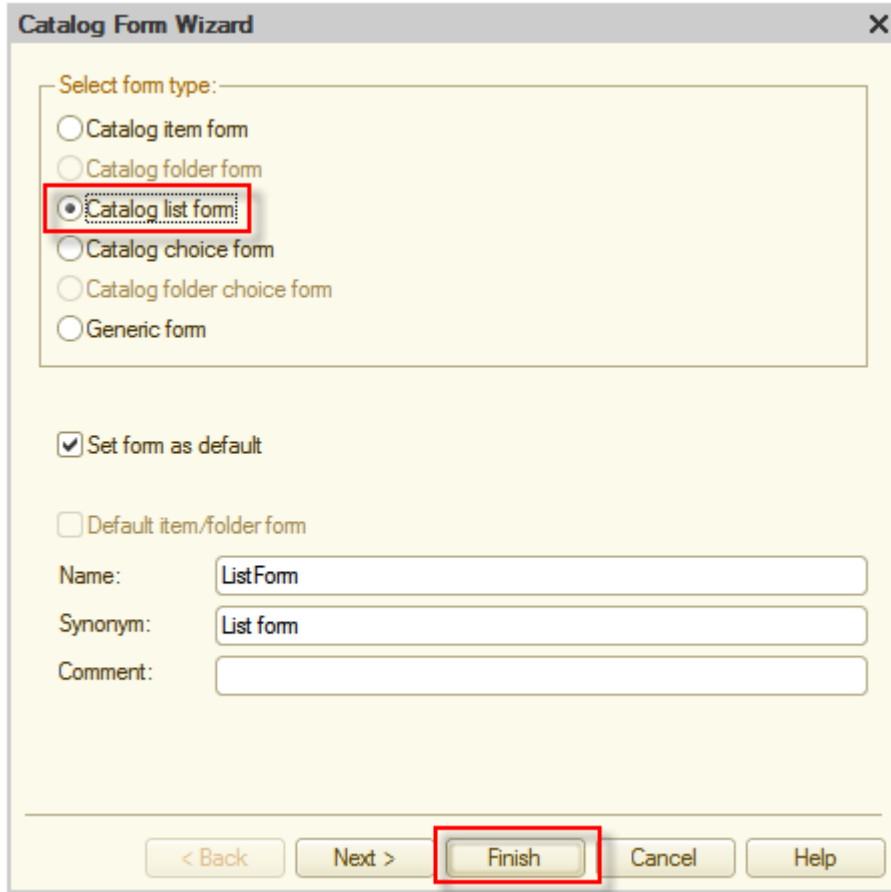 Catalog Form Wizard
Select form type:
Catalog item form
Catalog folder form
Catalog list form
Catalog choice form
Catalog folder choice form
Generic form
Set form as default
Default item/folder form
Name: ListForm
Synonym: List form
Comment:
< Back Next > Finish Cancel Help